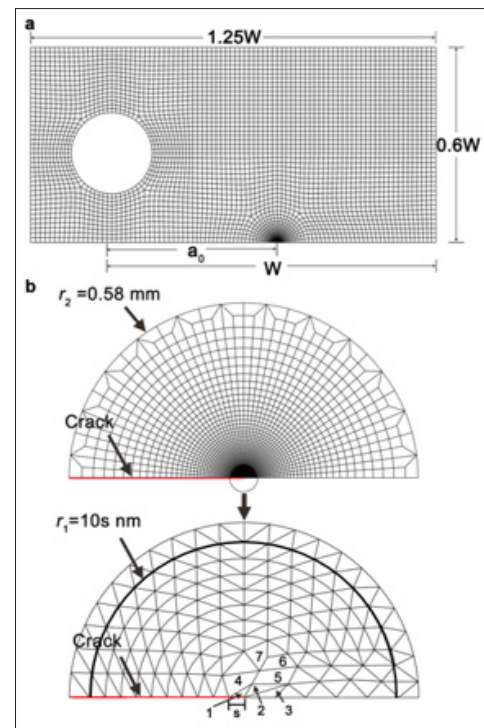 a
1.25W
0.6W
a₀
W
b
r₂ =0.58 mm
Crack
r₁=10s nm
Crack
7
6
4
5
1
s
2
3